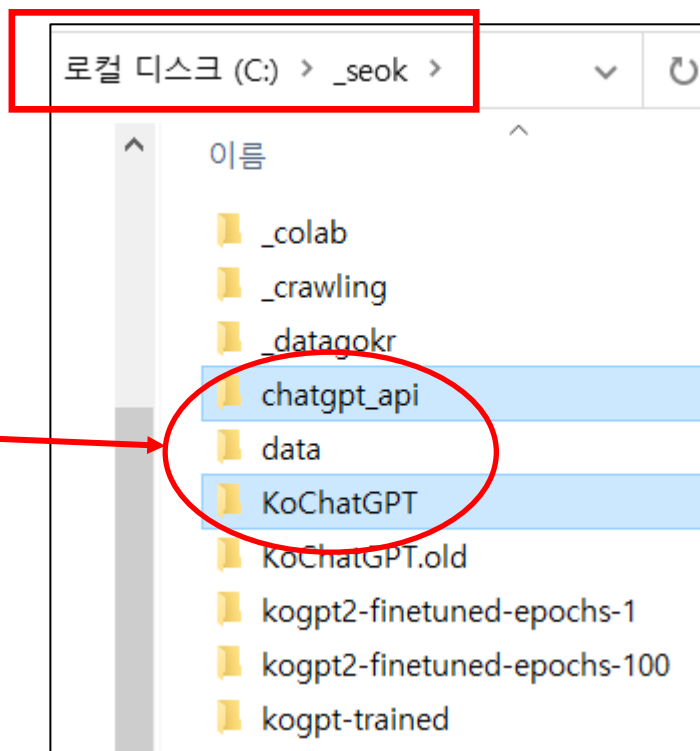 로컬 디스크 (C:) > _seok >
이름
_colab
_crawling
_datagokr
chatgpt_api
data
KoChatGPT
KoChatGPT.old
kogpt2-finetuned-epochs-1
kogpt2-finetuned-epochs-100
kogpt-trained